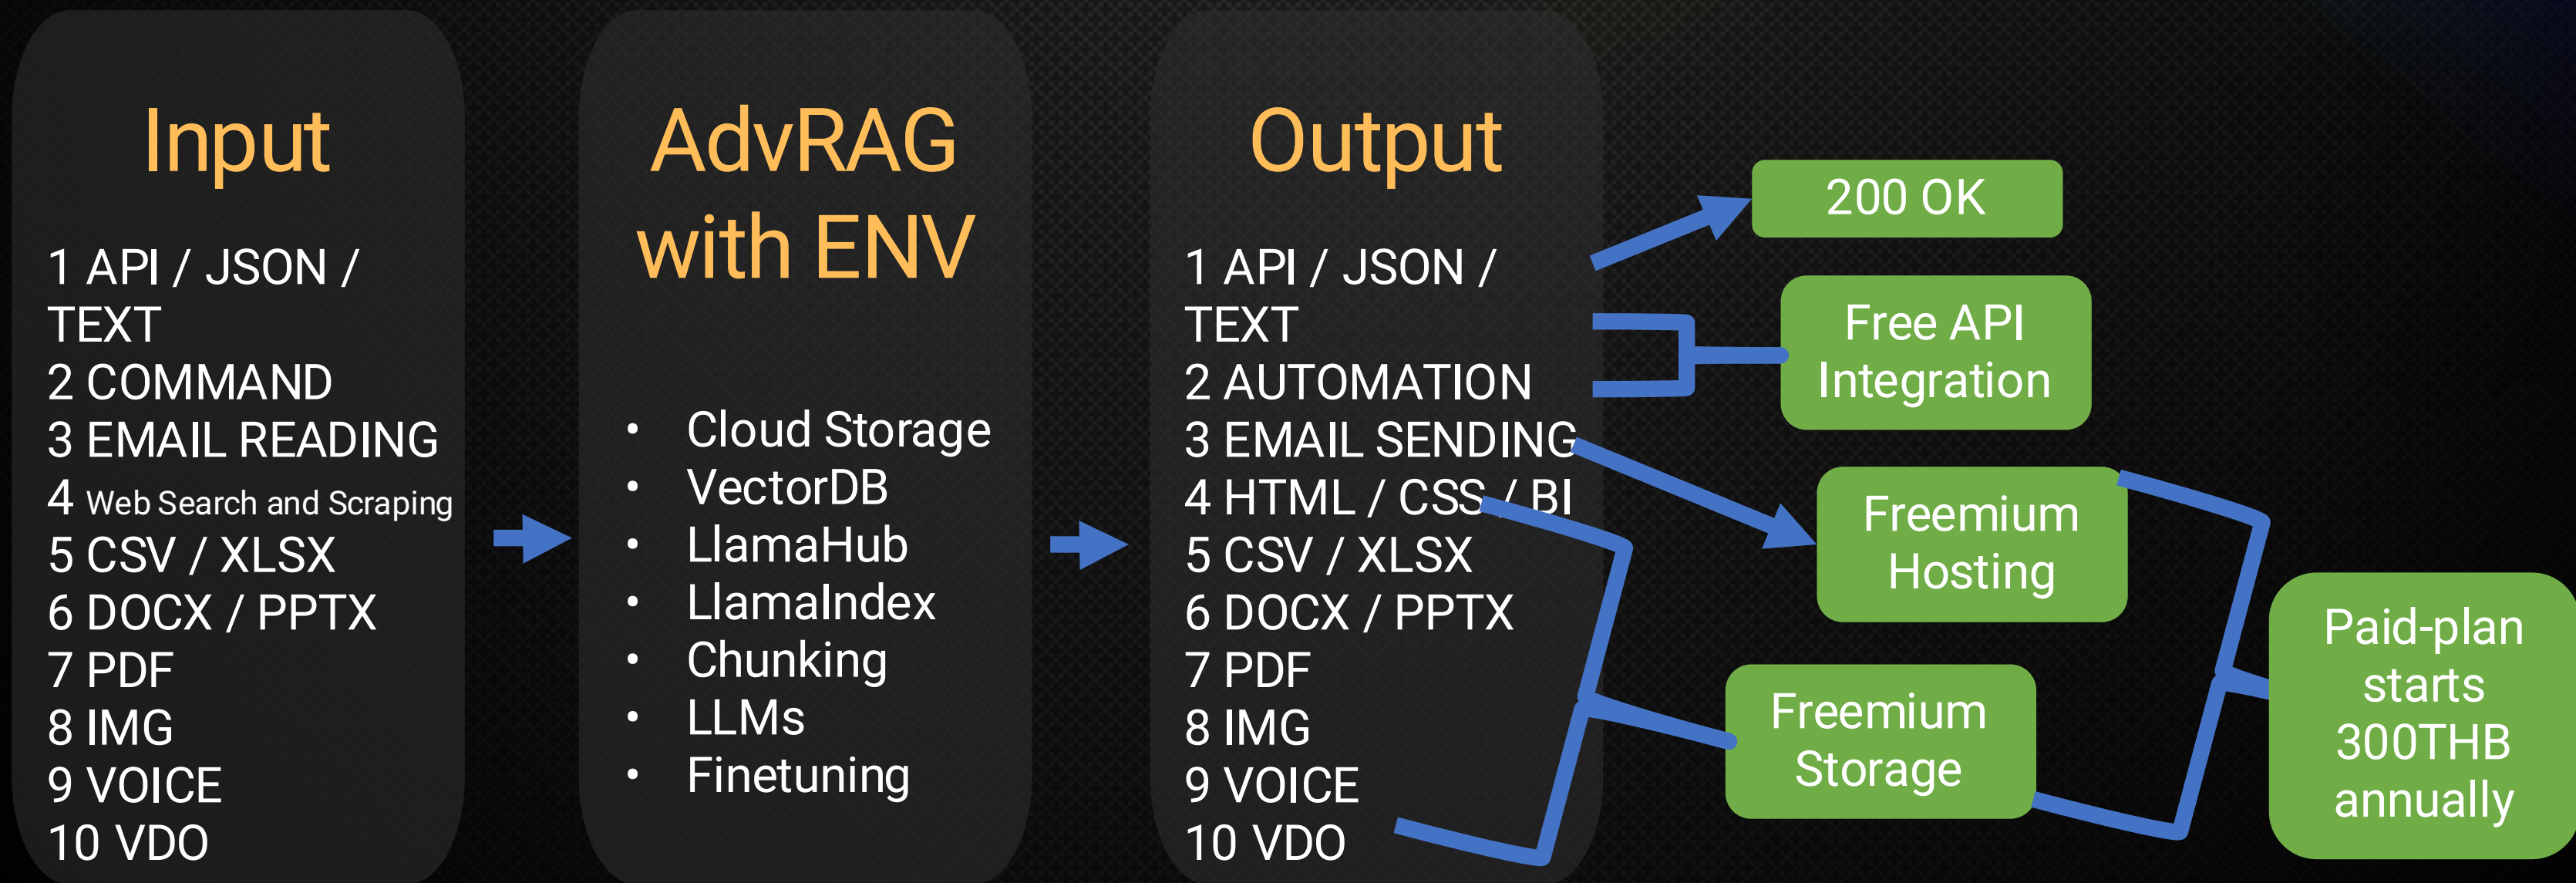 Input
1 API / JSON /
TEXT
2 COMMAND
3 EMAIL READING
4 Web Search and Scraping
5 CSV / XLSX
6 DOCX / PPTX
7 PDF
8 IMG
9 VOICE
10 VDO
AdvRAG
with ENV
• Cloud Storage
• VectorDB
• LlamaHub
• LlamaIndex
• Chunking
• LLMs
• Finetuning
Output
1 API / JSON /
TEXT
2 AUTOMATION
3 EMAIL SENDING
4 HTML / CSS / BI
5 CSV / XLSX
6 DOCX / PPTX
7 PDF
8 IMG
9 VOICE
10 VDO
200 OK
Free API
Integration
Freemium
Hosting
Freemium
Storage
Paid-plan
starts
300THB
annually